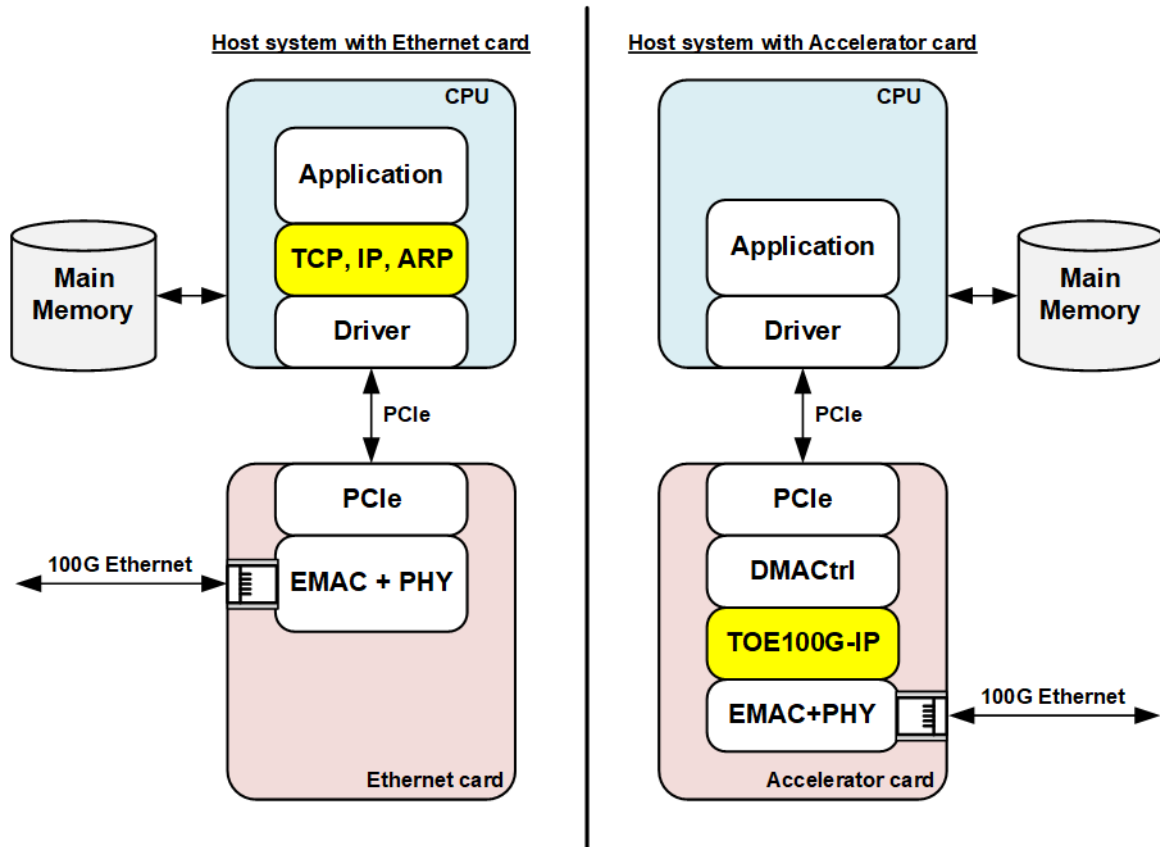 Host system with Ethernet card
CPU
Application
TCP, IP, ARP
Driver
Main
Memory
PCIe
PCIe
EMAC + PHY
100G Ethernet
Ethernet card
Host system with Accelerator card
CPU
Application
Driver
Main
Memory
PCIe
PCIe
DMACtrl
TOE100G-IP
EMAC+PHY
100G Ethernet
Accelerator card